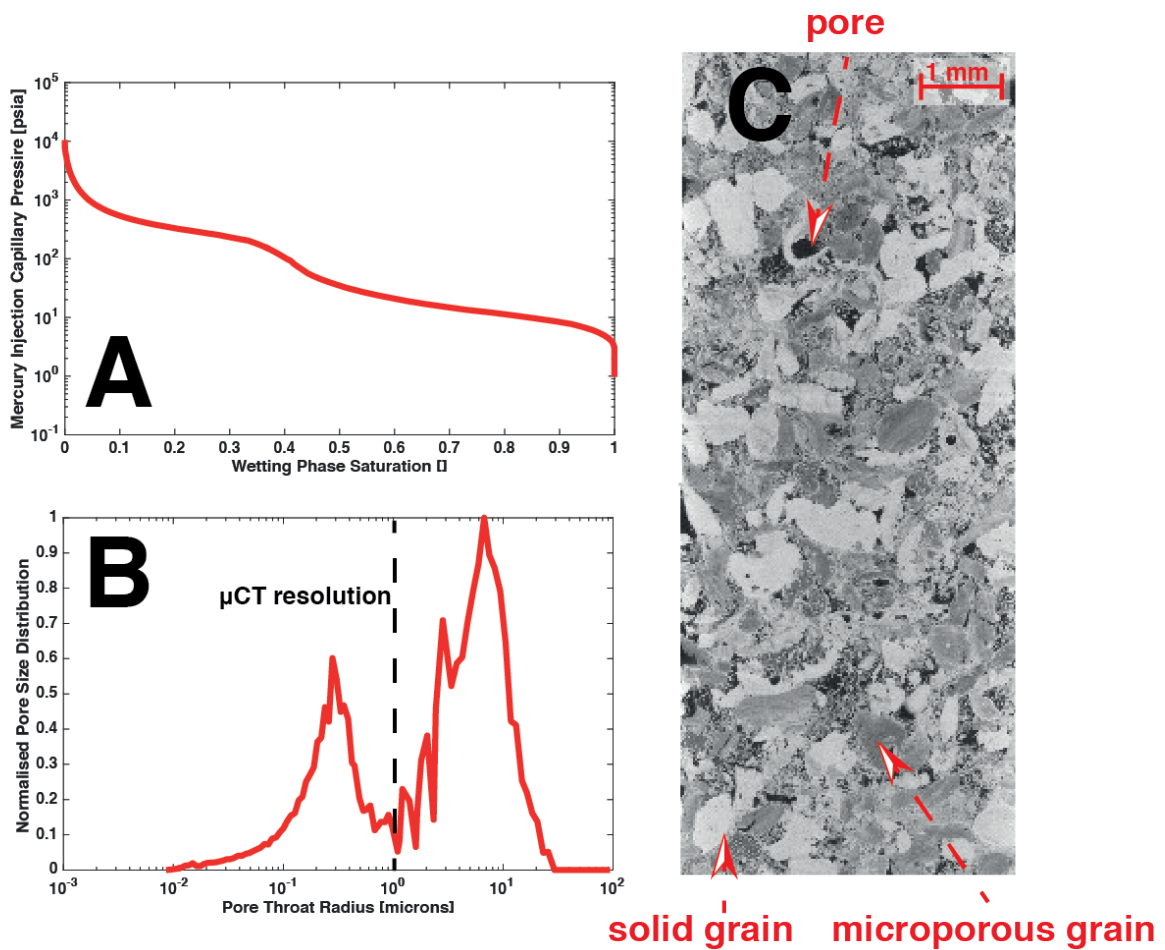 pore
1 mm
C
Mercury Injection Capillary Pressire [psia]
10^5
10^4
10^3
10^2
10^1
10^0
10^-1
A
0 0.1 0.2 0.3 0.4 0.5 0.6 0.7 0.8 0.9 1
Wetting Phase Saturation []
Normalised Pore Size Distribution
1
0.9
0.8
0.7
0.6
0.5
0.4
0.3
0.2
0.1
0
B
μCT resolution
10^-3 10^-2 10^-1 10^0 10^1 10^2
Pore Throat Radius [microns]
solid grain
microporous grain